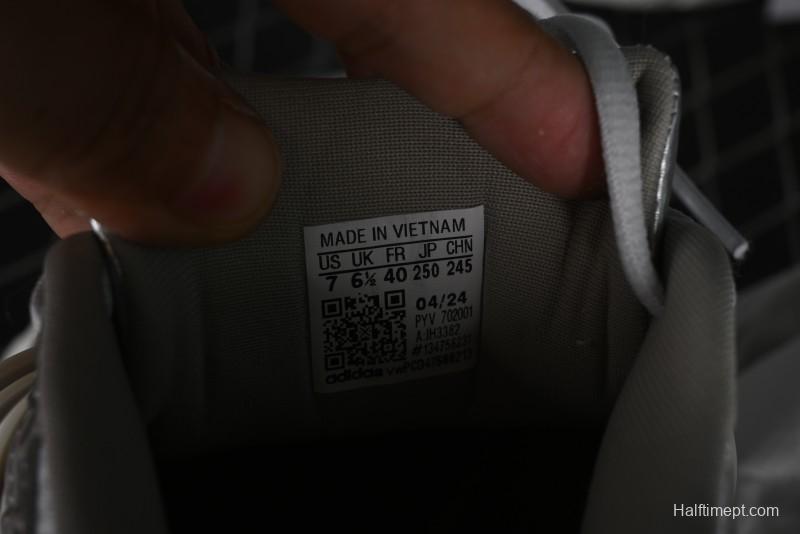 MADE IN VIETNAM
US UK FR JP CHN
7 6½ 40 250 245
04/24
PYV 702001
A:IH3382
adidas
Halftimept.com